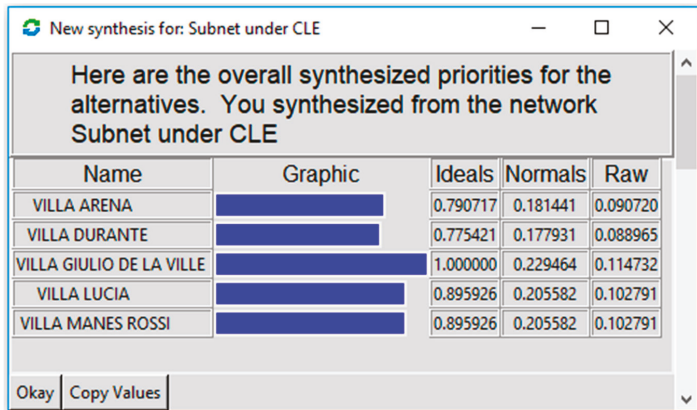 New synthesis for: Subnet under CLE
Here are the overall synthesized priorities for the
alternatives. You synthesized from the network
Subnet under CLE
Name Graphic Ideals Normals Raw
VILLA ARENA 0.790717 0.181441 0.090720
VILLA DURANTE 0.775421 0.177931 0.088965
VILLA GIULIO DE LA VILLE 1.000000 0.229464 0.114732
VILLA LUCIA 0.895926 0.205582 0.102791
VILLA MANES ROSSI 0.895926 0.205582 0.102791
Okay Copy Values